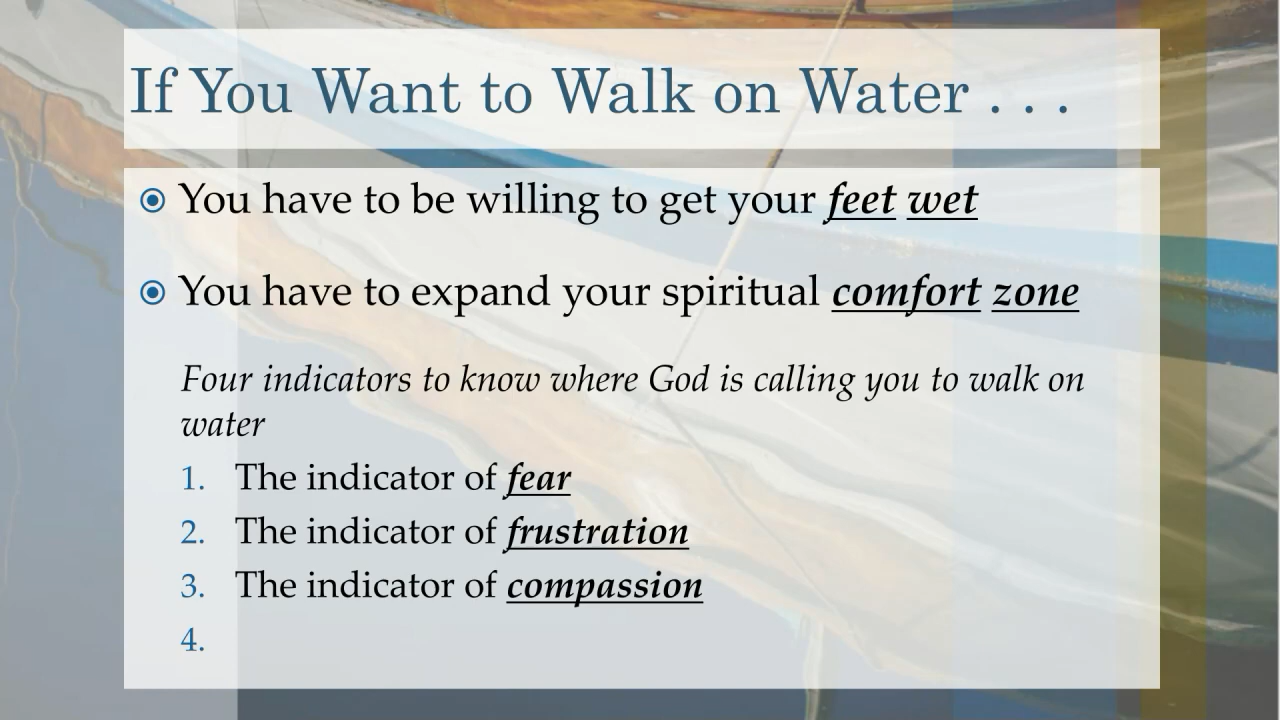 If You Want to Walk on Water . . .
You have to be willing to get your feet wet
You have to expand your spiritual comfort zone
Four indicators to know where God is calling you to walk on
water
1. The indicator of fear
2. The indicator of frustration
3. The indicator of compassion
4.